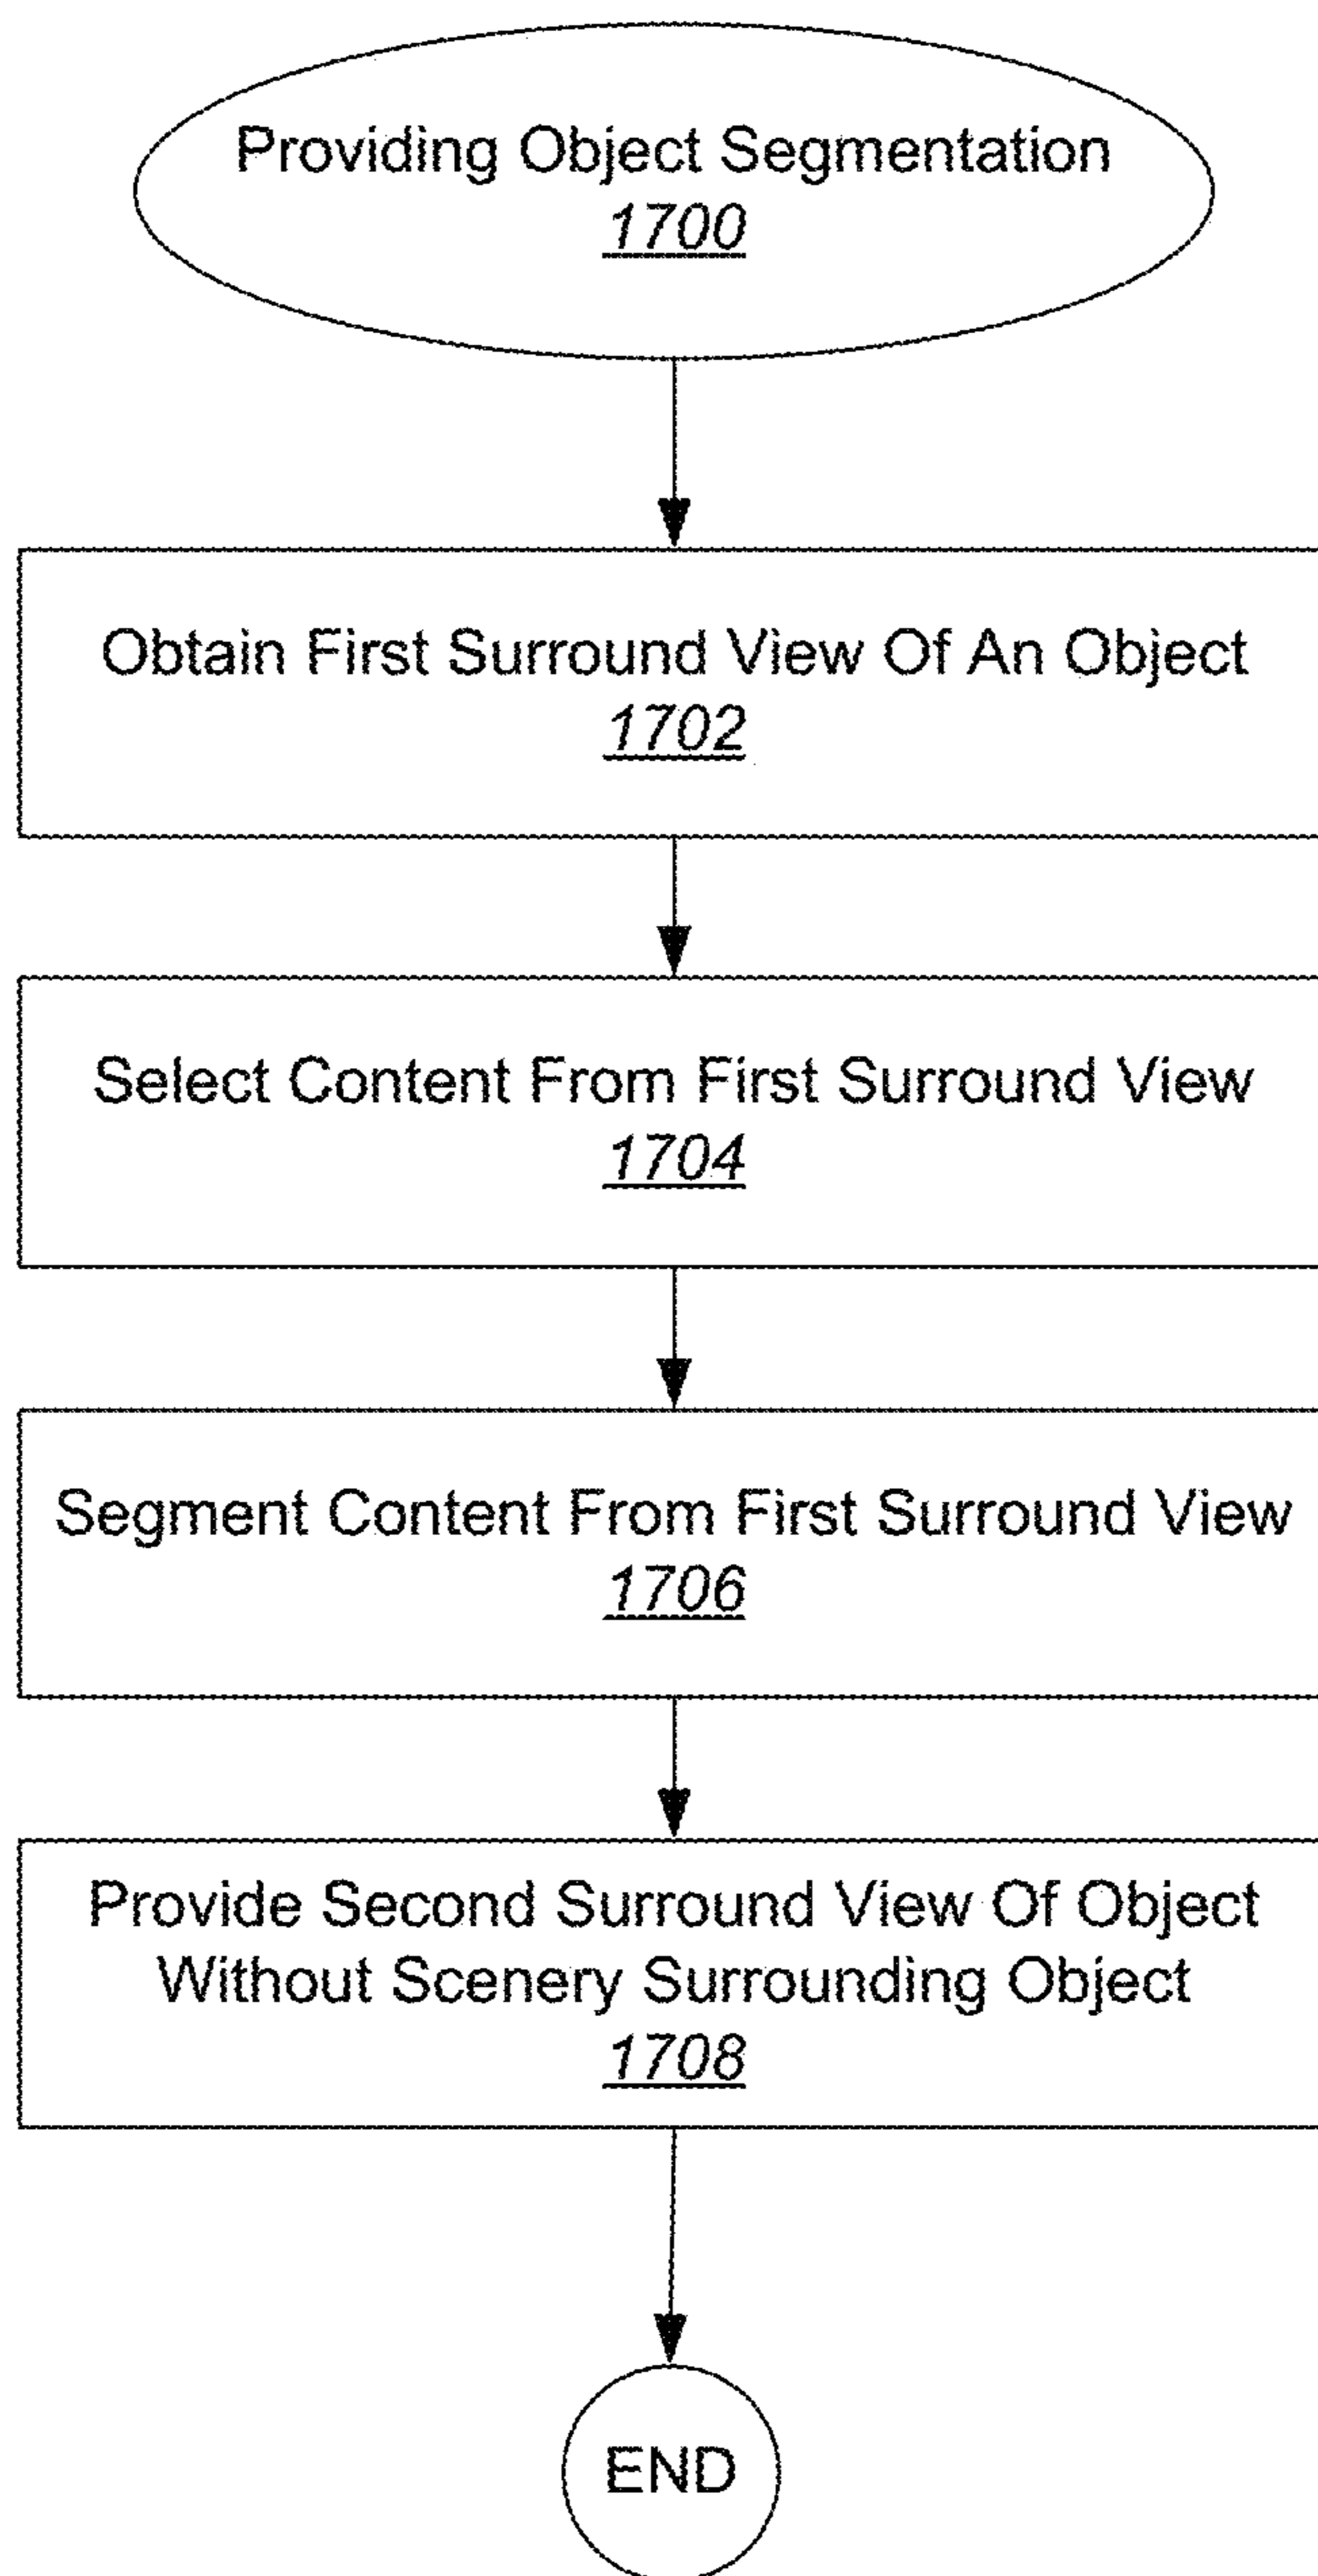 Providing Object Segmentation
1700
Obtain First Surround View Of An Object
1702
Select Content From First Surround View
1704
Segment Content From First Surround View
1706
Provide Second Surround View Of Object
Without Scenery Surrounding Object
1708
END